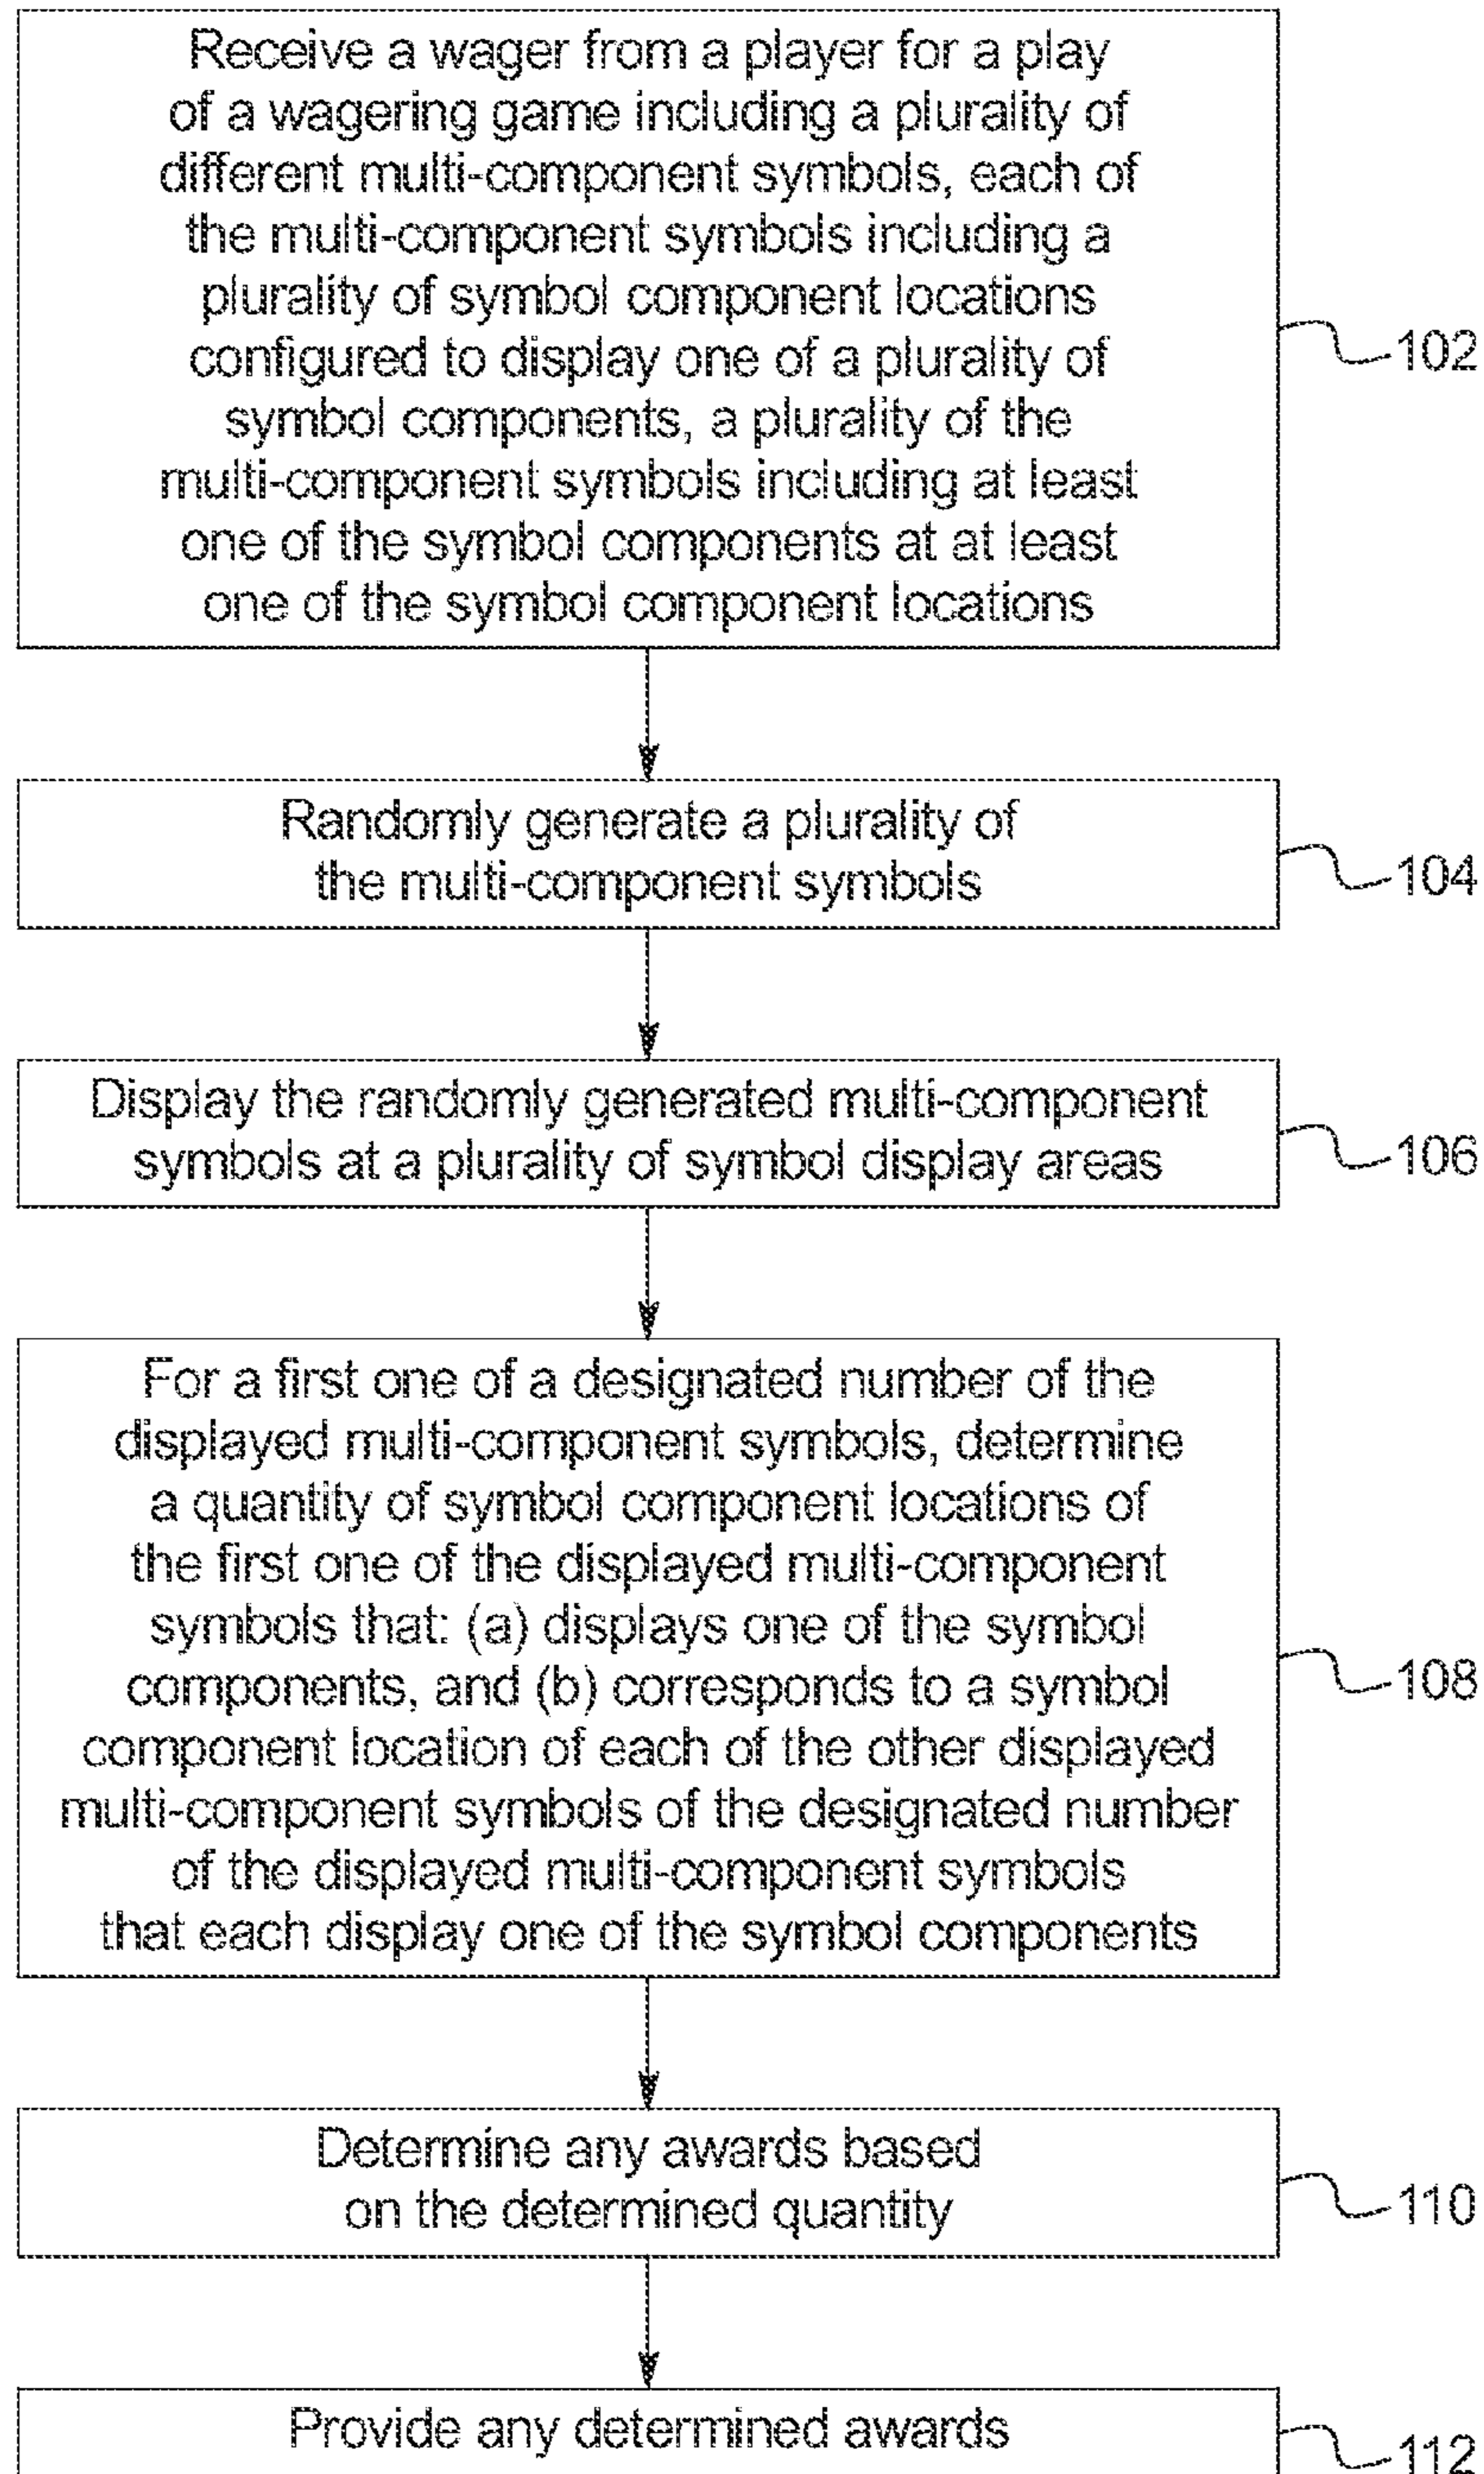 Receive a wager from a player for a play
of a wagering game including a plurality of
different multi-component symbols, each of
the multi-component symbols including a
plurality of symbol component locations
configured to display one of a plurality of
symbol components, a plurality of the
multi-component symbols including at least
one of the symbol components at at least
one of the symbol component locations
102
Randomly generate a plurality of
the multi-component symbols
104
Display the randomly generated multi-component
symbols at a plurality of symbol display areas
106
For a first one of a designated number of the
displayed multi-component symbols, determine
a quantity of symbol component locations of
the first one of the displayed multi-component
symbols that: (a) displays one of the symbol
components, and (b) corresponds to a symbol
component location of each of the other displayed
multi-component symbols of the designated number
of the displayed multi-component symbols
that each display one of the symbol components
108
Determine any awards based
on the determined quantity
110
Provide any determined awards
112